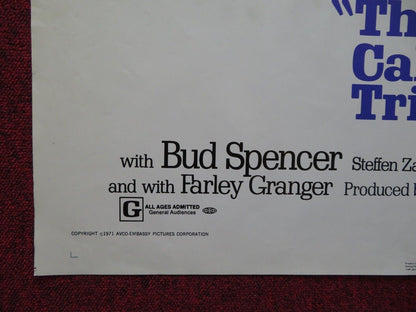 "Th
Ca
Tri
with Bud Spencer Steffen Za
and with Farley Granger Produced b
G ALL AGES ADMITTED
General Audiences
COPYRIGHT ©1971 AVCO-EMBASSY PICTURES CORPORATION